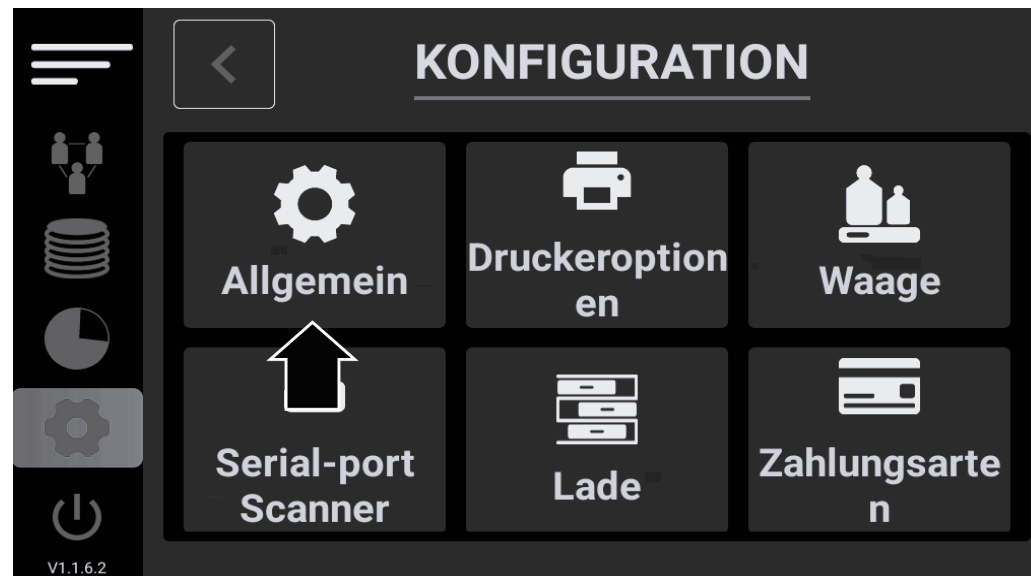 KONFIGURATION
Allgemein
Druckeroption
en
Waage
Serial-port
Scanner
Lade
Zahlungsarte
n
V1.1.6.2